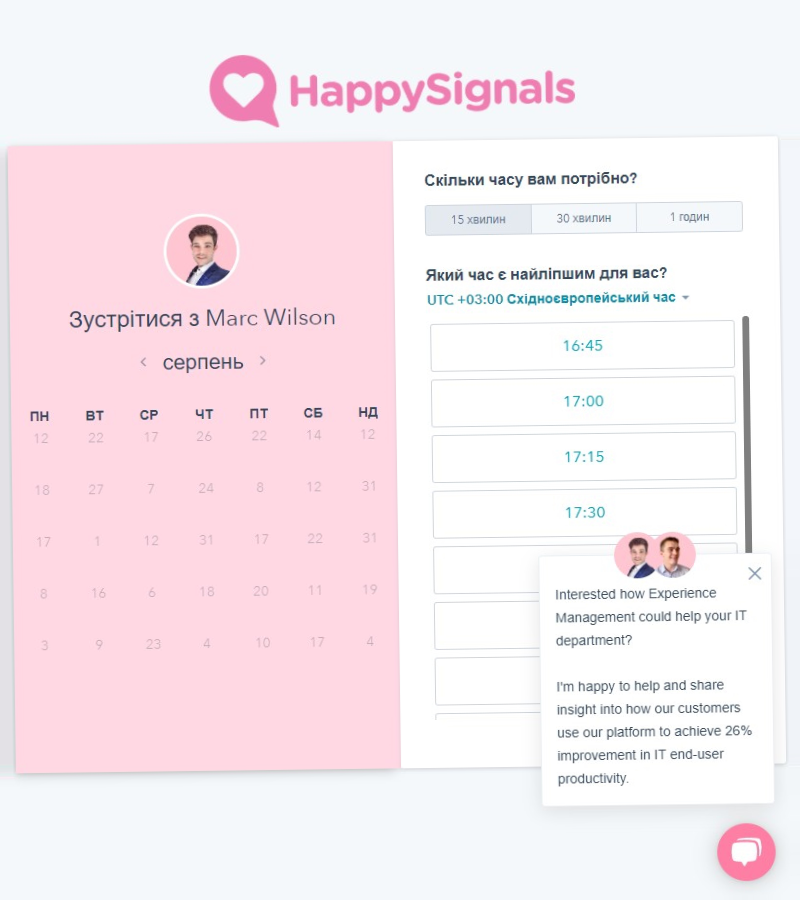 HappySignals
Зустрітися з Marc Wilson
серпень
ПН ВТ СР ЧТ ПТ СБ НД
12 22 17 26 22 14 12
18 27 7 24 8 12 31
17 1 12 31 17 22 31
8 16 6 18 20 11 19
3 9 23 4 10 17 4
Скільки часу вам потрібно?
15 хвилин 30 хвилин 1 годин
Який час є найліпшим для вас?
UTC +03:00 Східноєвропейський час
16:45
17:00
17:15
17:30
Interested how Experience
Management could help your IT
department?
I'm happy to help and share
insight into how our customers
use our platform to achieve 26%
improvement in IT end-user
productivity.